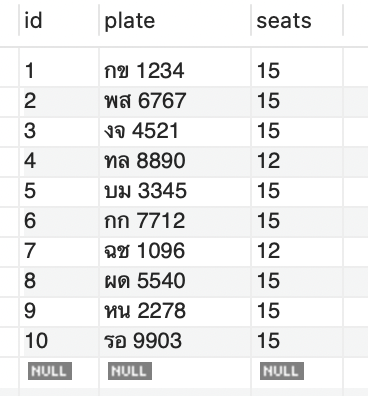 id plate seats
1 กข 1234 15
2 พส 6767 15
3 งจ 4521 15
4 ทล 8890 12
5 บม 3345 15
6 กก 7712 15
7 ฉช 1096 12
8 ผด 5540 15
9 หน 2278 15
10 รอ 9903 15
NULL NULL NULL